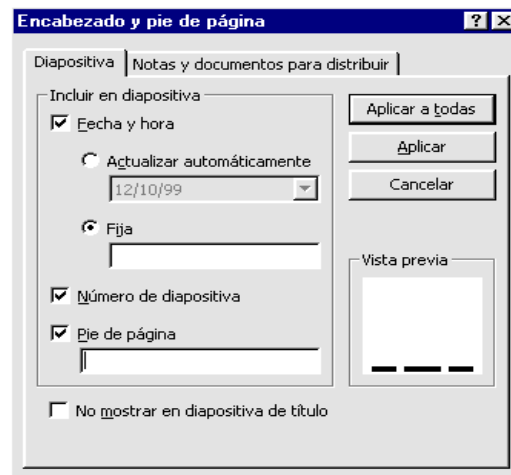 Encabezado y pie de página
Diapositiva
Notas y documentos para distribuir
Incluir en diapositiva
Fecha y hora
Actualizar automáticamente
12/10/99
Fija
Número de diapositiva
Pie de página
No mostrar en diapositiva de título
Aplicar a todas
Aplicar
Cancelar
Vista previa